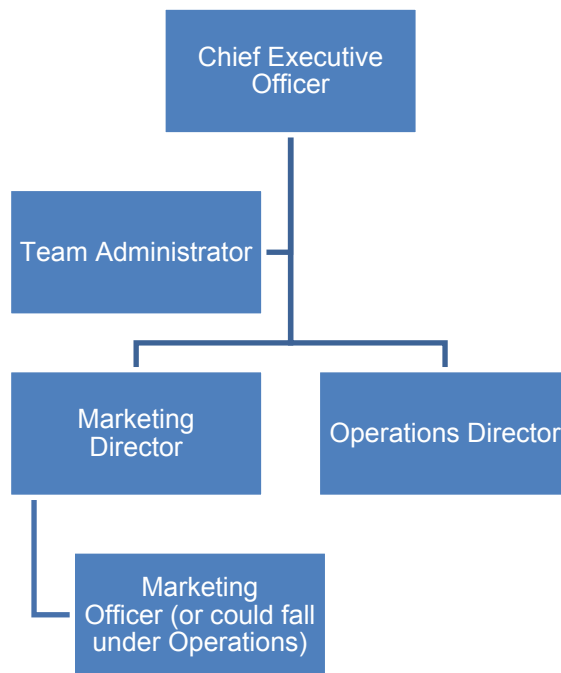 Chief Executive
Officer
Team Administrator
Marketing
Director
Operations Director
Marketing
Officer (or could fall
under Operations)